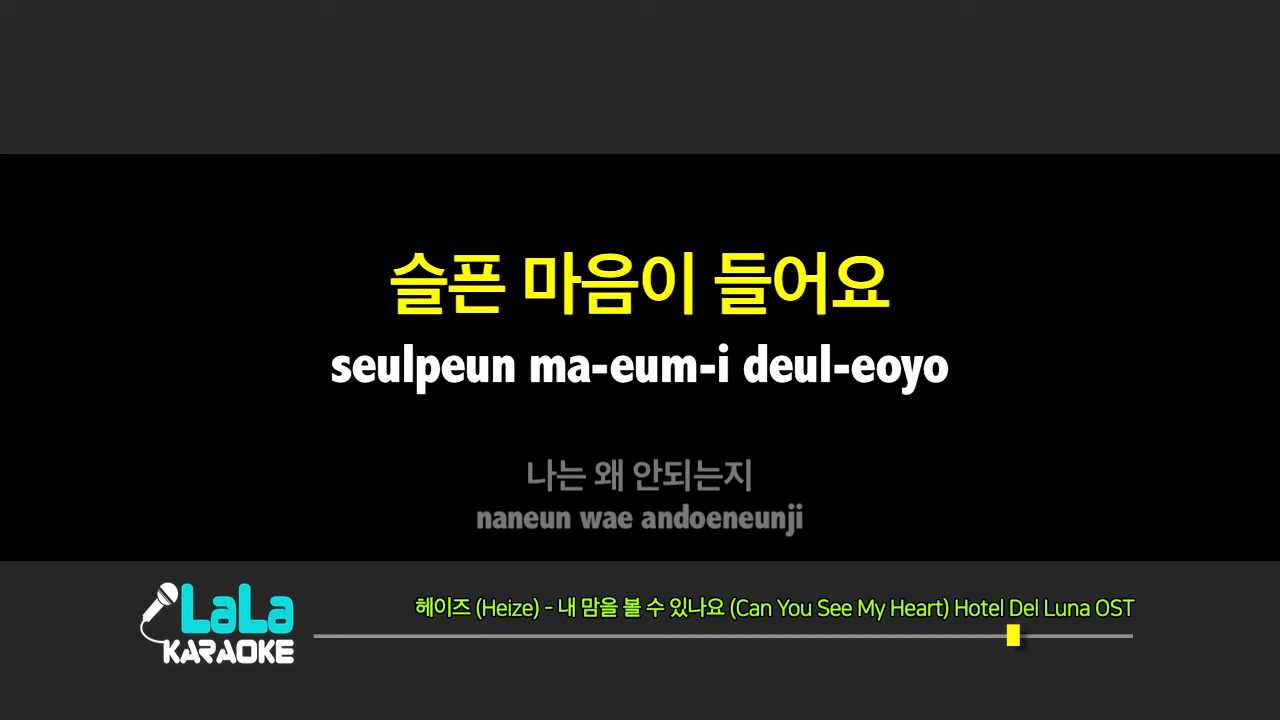 슬픈 마음이 들어요
seulpeun ma-eum-i deul-eoyo
나는 왜 안되는지
naneun wae andoeneunji
헤이즈 (Heize) - 내 맘을 볼 수 있나요 (Can You See My Heart) Hotel Del Luna OST
LaLa
KARAOKE